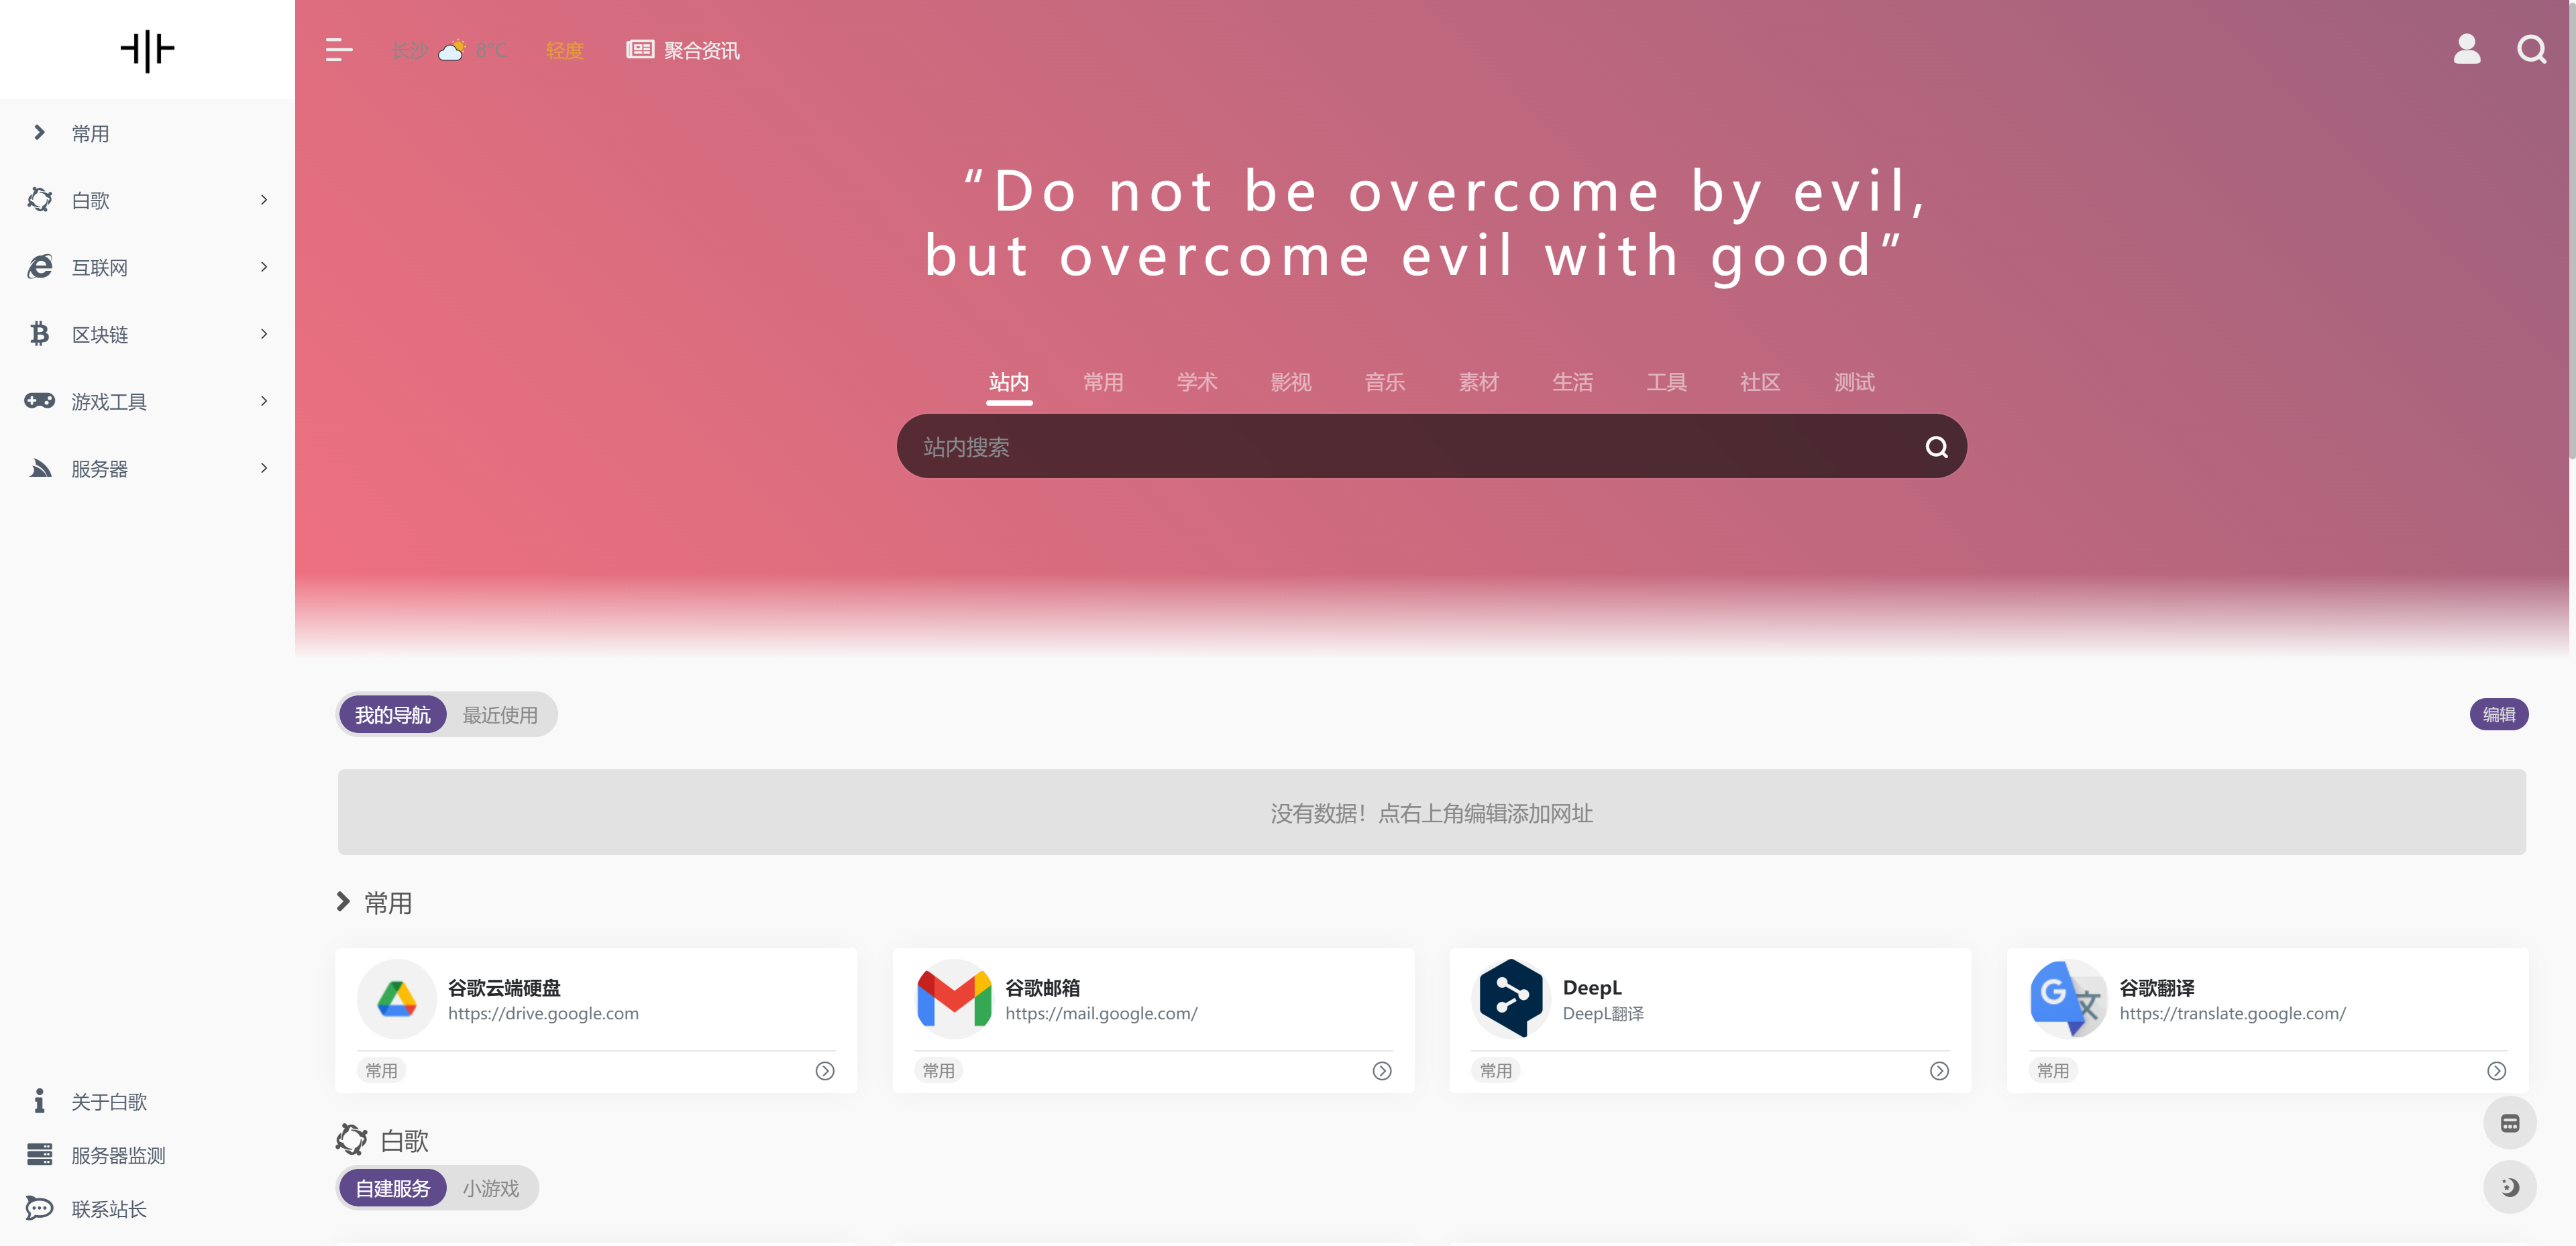 常用
白歌
互联网
区块链
游戏工具
服务器
关于白歌
服务器监测
联系站长
长沙 8°C 轻度 聚合资讯
“Do not be overcome by evil,
but overcome evil with good”
站内 常用 学术 影视 音乐 素材 生活 工具 社区 测试
站内搜索
我的导航 最近使用 编辑
没有数据！点右上角编辑添加网址
常用
谷歌云端硬盘
https://drive.google.com
常用
谷歌邮箱
https://mail.google.com/
常用
DeepL
DeepL翻译
常用
谷歌翻译
https://translate.google.com/
常用
白歌
自建服务 小游戏